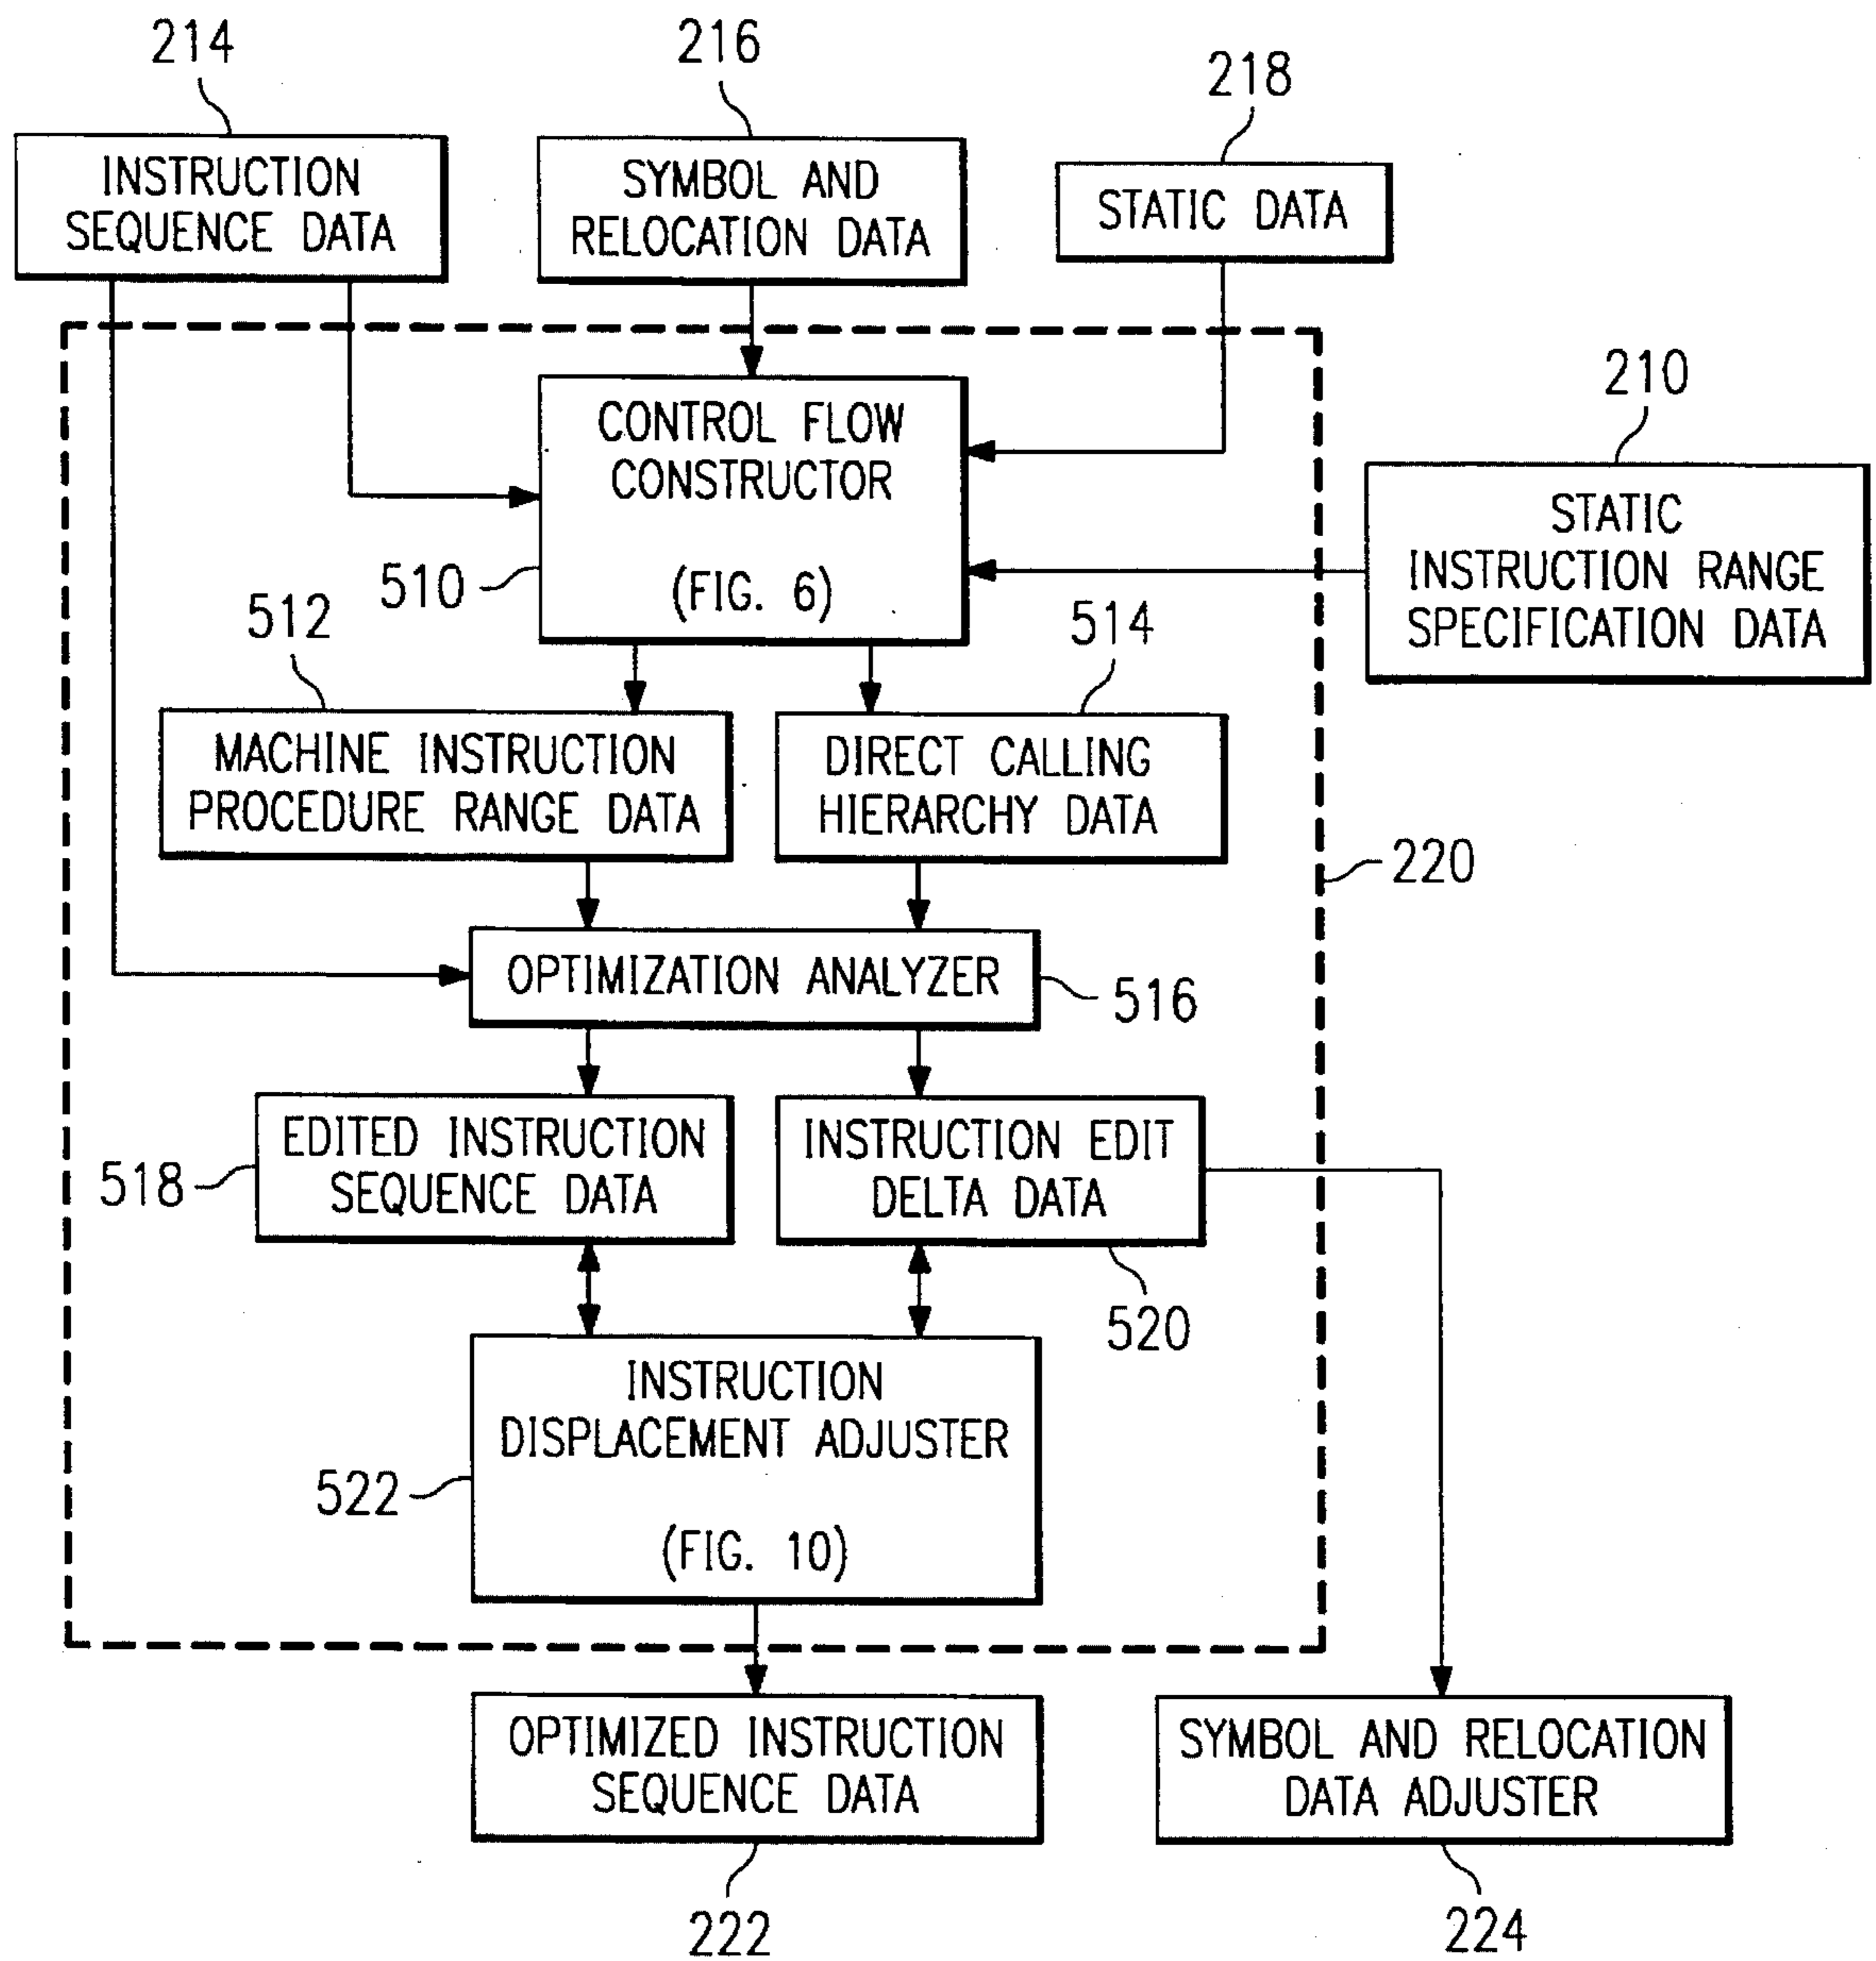 214
216
218
INSTRUCTION
SEQUENCE DATA
SYMBOL AND
RELOCATION DATA
STATIC DATA
210
CONTROL FLOW
CONSTRUCTOR
(FIG. 6)
510
STATIC
INSTRUCTION RANGE
SPECIFICATION DATA
512
514
MACHINE INSTRUCTION
PROCEDURE RANGE DATA
DIRECT CALLING
HIERARCHY DATA
220
OPTIMIZATION ANALYZER
516
EDITED INSTRUCTION
SEQUENCE DATA
518
INSTRUCTION EDIT
DELTA DATA
520
INSTRUCTION
DISPLACEMENT ADJUSTER
522
(FIG. 10)
OPTIMIZED INSTRUCTION
SEQUENCE DATA
SYMBOL AND RELOCATION
DATA ADJUSTER
222
224